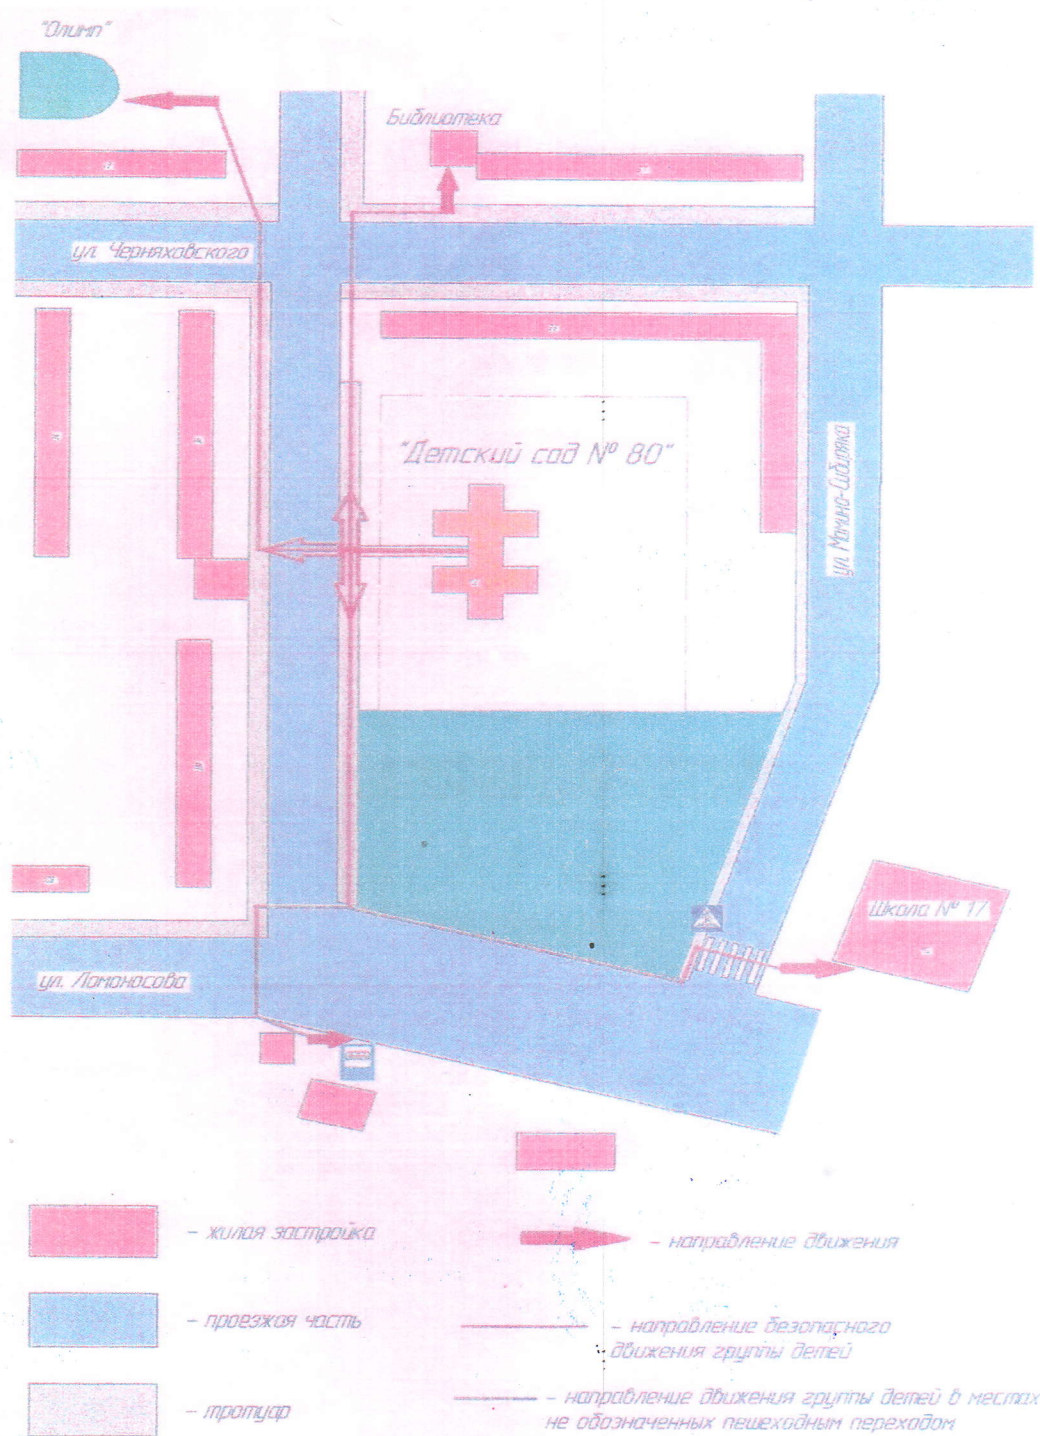 "Олимп"
Библиотека
ул. Черняховского
"Детский сад № 80"
ул. Мамина-Сибиряка
Школа № 17
ул. Ломоносова
- жилая застройка
- направление движения
- проезжая часть
- направление безопасного
движения группы детей
- тротуар
- направление движения группы детей в местах
не обозначенных пешеходным переходом